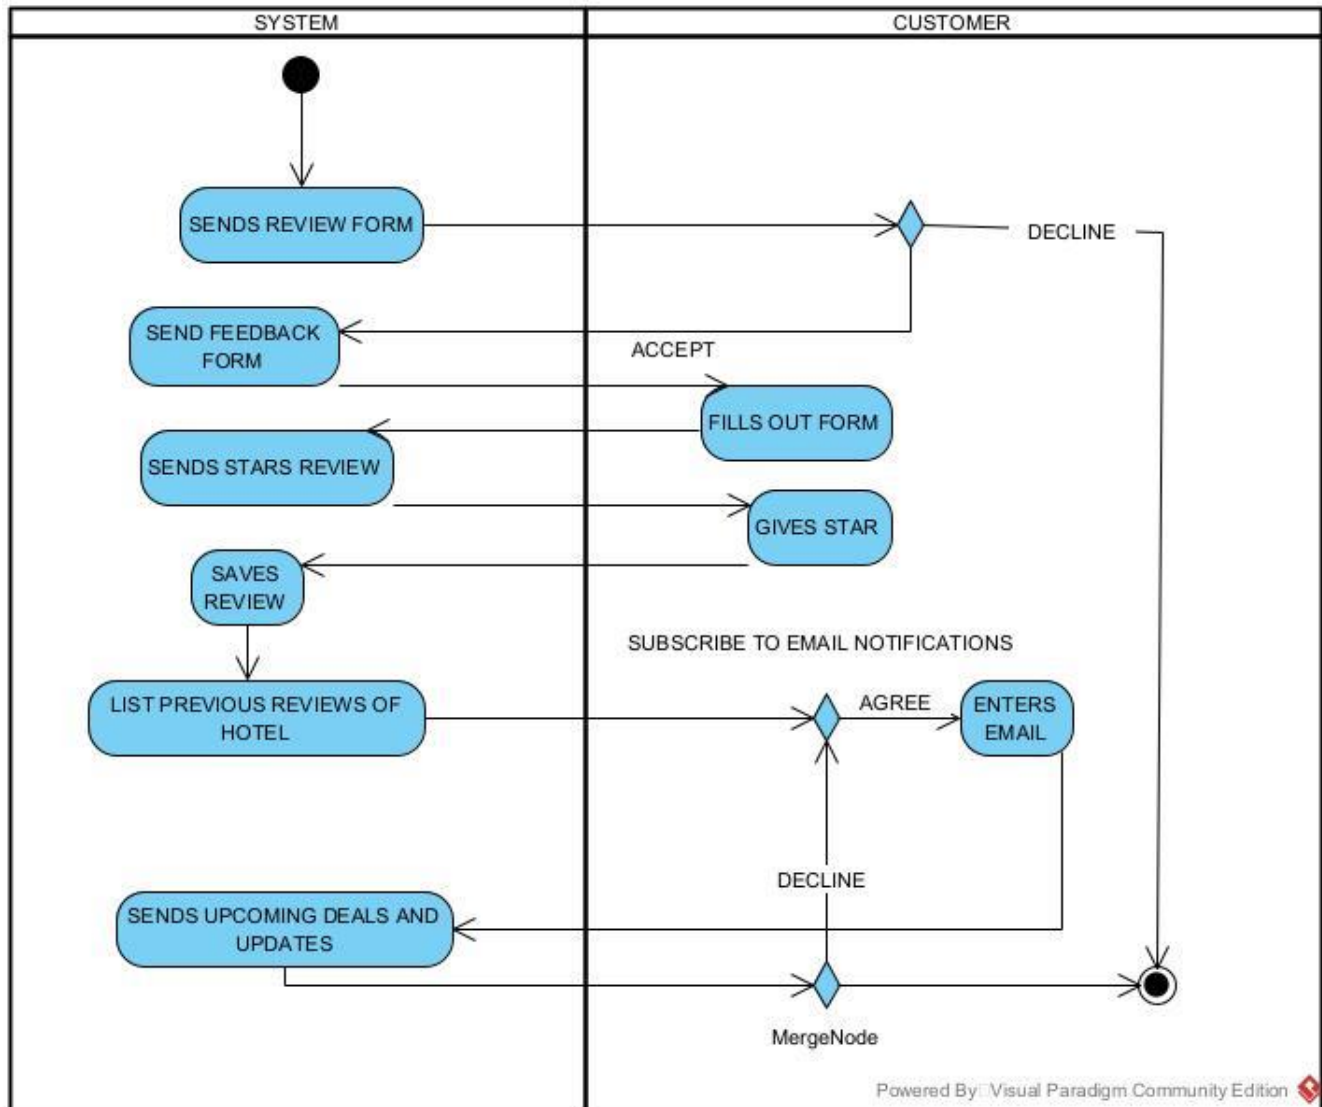 SYSTEM
CUSTOMER
SENDS REVIEW FORM
DECLINE
SEND FEEDBACK
FORM
ACCEPT
FILLS OUT FORM
SENDS STARS REVIEW
GIVES STAR
SAVES
REVIEW
SUBSCRIBE TO EMAIL NOTIFICATIONS
LIST PREVIOUS REVIEWS OF
HOTEL
AGREE
ENTERS
EMAIL
DECLINE
SENDS UPCOMING DEALS AND
UPDATES
MergeNode
Powered By Visual Paradigm Community Edition